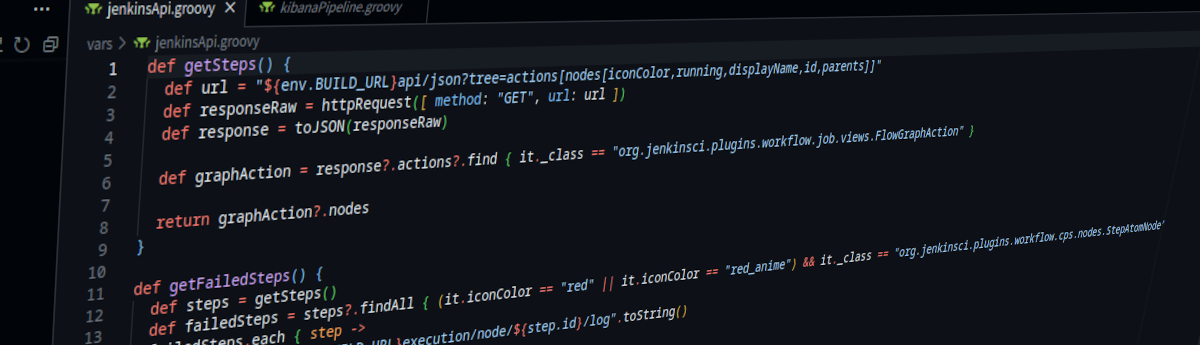 jenkinsApi.groovy
kibanaPipeline.groovy
vars > jenkinsApi.groovy
1 def getSteps() {
2 def url = "${env.BUILD_URL}api/json?tree=actions[nodes[iconColor,running,displayName,id,parents]]"
3 def responseRaw = httpRequest([ method: "GET", url: url ])
4 def response = toJSON(responseRaw)
5
6 def graphAction = response?.actions?.find { it._class == "org.jenkinsci.plugins.workflow.job.views.FlowGraphAction" }
7
8 return graphAction?.nodes
9 }
10
11 def getFailedSteps() {
12 def steps = getSteps()
13 def failedSteps = steps?.findAll { (it.iconColor == "red" || it.iconColor == "red_anime") && it._class == "org.jenkinsci.plugins.workflow.cps.nodes.StepAtomNode"
.each { step ->
}execution/node/${step.id}/log".toString()